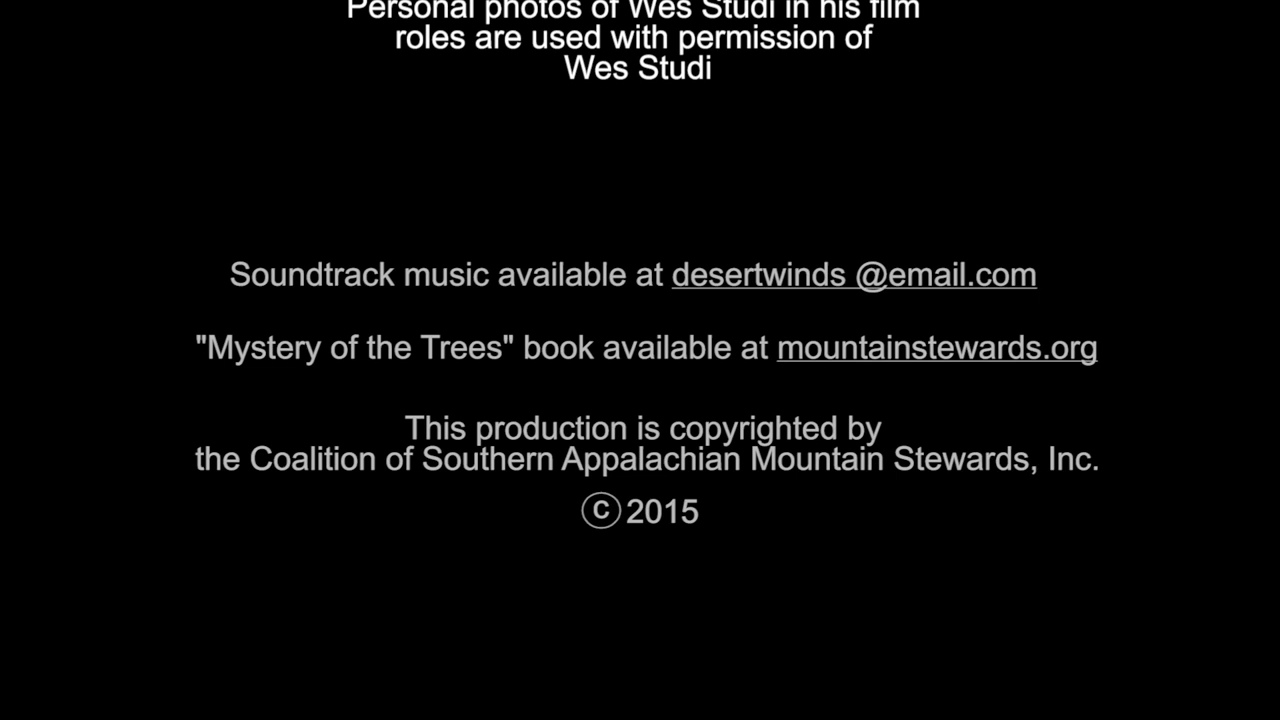 Personal photos of Wes Studi in his film
roles are used with permission of
Wes Studi
Soundtrack music available at desertwinds @email.com
"Mystery of the Trees" book available at mountainstewards.org
This production is copyrighted by
the Coalition of Southern Appalachian Mountain Stewards, Inc.
©2015